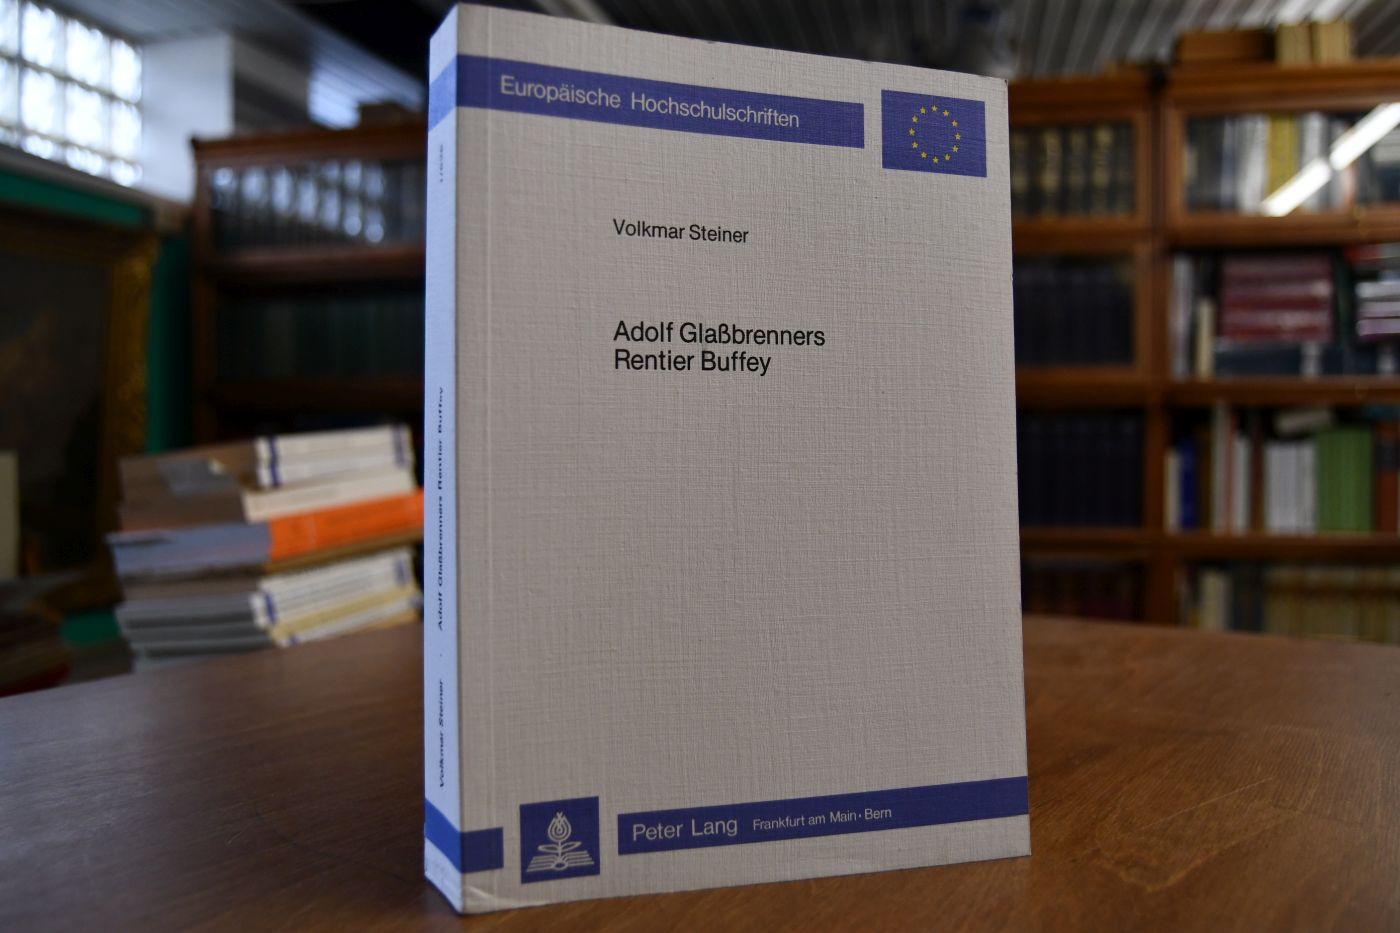 Europäische Hochschulschriften
Volkmar Steiner
Adolf Glaßbrenners
Rentier Buffey
Peter Lang Frankfurt am Main · Bern
Volkmar Steiner · Adolf Glaßbrenners Rentier Buffey